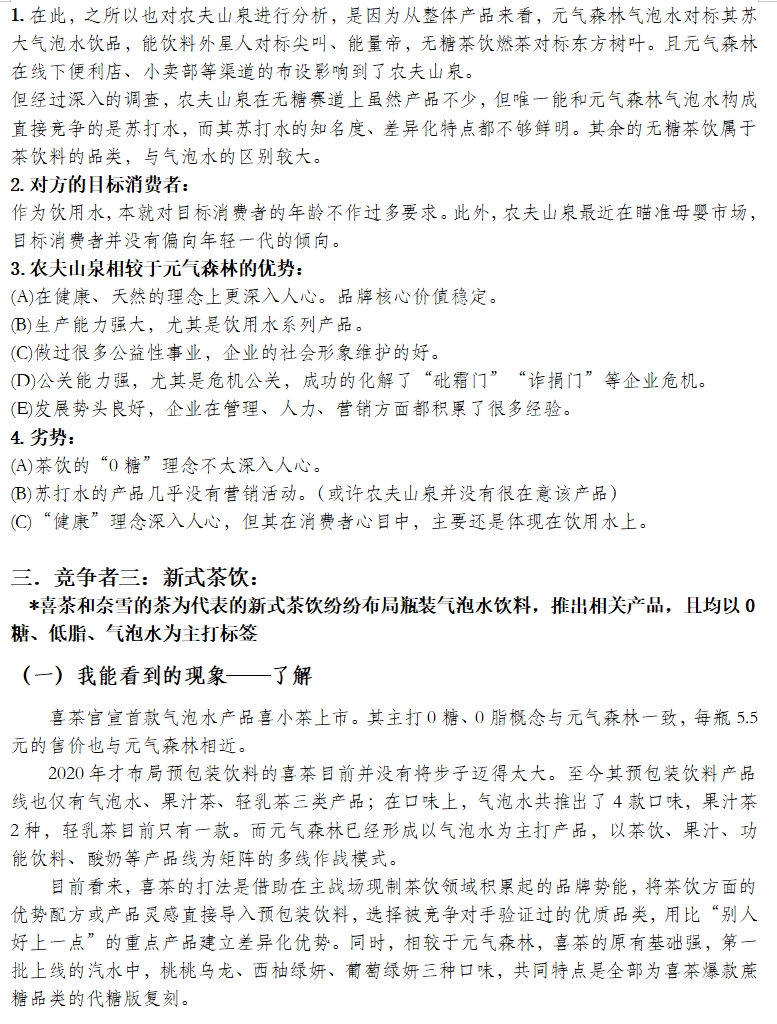 1. 在此，之所以也对农夫山泉进行分析，是因为从整体产品来看，元气森林气泡水对标其苏
大气泡水饮品，能饮料外星人对标尖叫、能量帝，无糖茶饮燃茶对标东方树叶。且元气森林
在线下便利店、小卖部等渠道的布设影响到了农夫山泉。
但经过深入的调查，农夫山泉在无糖赛道上虽然产品不少，但唯一能和元气森林气泡水构成
直接竞争的是苏打水，而其苏打水的知名度、差异化特点都不够鲜明。其余的无糖茶饮属于
茶饮料的品类，与气泡水的区别较大。
2. 对方的目标消费者：
作为饮用水，本就对目标消费者的年龄不作过多要求。此外，农夫山泉最近在瞄准母婴市场，
目标消费者并没有偏向年轻一代的倾向。
3. 农夫山泉相较于元气森林的优势：
(A)在健康、天然的理念上更深入人心。品牌核心价值稳定。
(B)生产能力强大，尤其是饮用水系列产品。
(C)做过很多公益性事业，企业的社会形象维护的好。
(D)公关能力强，尤其是危机公关，成功的化解了“砒霜门”“诈捐门”等企业危机。
(E)发展势头良好，企业在管理、人力、营销方面都积累了很多经验。
4. 劣势：
(A)茶饮的“0 糖”理念不太深入人心。
(B)苏打水的产品几乎没有营销活动。（或许农夫山泉并没有很在意该产品）
(C)“健康”理念深入人心，但其在消费者心目中，主要还是体现在饮用水上。
三．竞争者三：新式茶饮：
*喜茶和奈雪的茶为代表的新式茶饮纷纷布局瓶装气泡水饮料，推出相关产品，且均以 0
糖、低脂、气泡水为主打标签
（一）我能看到的现象——了解
喜茶官宣首款气泡水产品喜小茶上市。其主打 0 糖、0 脂概念与元气森林一致，每瓶 5.5
元的售价也与元气森林相近。
2020 年才布局预包装饮料的喜茶目前并没有将步子迈得太大。至今其预包装饮料产品
线也仅有气泡水、果汁茶、轻乳茶三类产品；在口味上，气泡水共推出了 4 款口味，果汁茶
2 种，轻乳茶目前只有一款。而元气森林已经形成以气泡水为主打产品，以茶饮、果汁、功
能饮料、酸奶等产品线为矩阵的多线作战模式。
目前看来，喜茶的打法是借助在主战场现制茶饮领域积累起的品牌势能，将茶饮方面的
优势配方或产品灵感直接导入预包装饮料，选择被竞争对手验证过的优质品类，用比“别人
好上一点”的重点产品建立差异化优势。同时，相较于元气森林，喜茶的原有基础强，第一
批上线的汽水中，桃桃乌龙、西柚绿妍、葡萄绿妍三种口味，共同特点是全部为喜茶爆款蔗
糖品类的代糖版复刻。